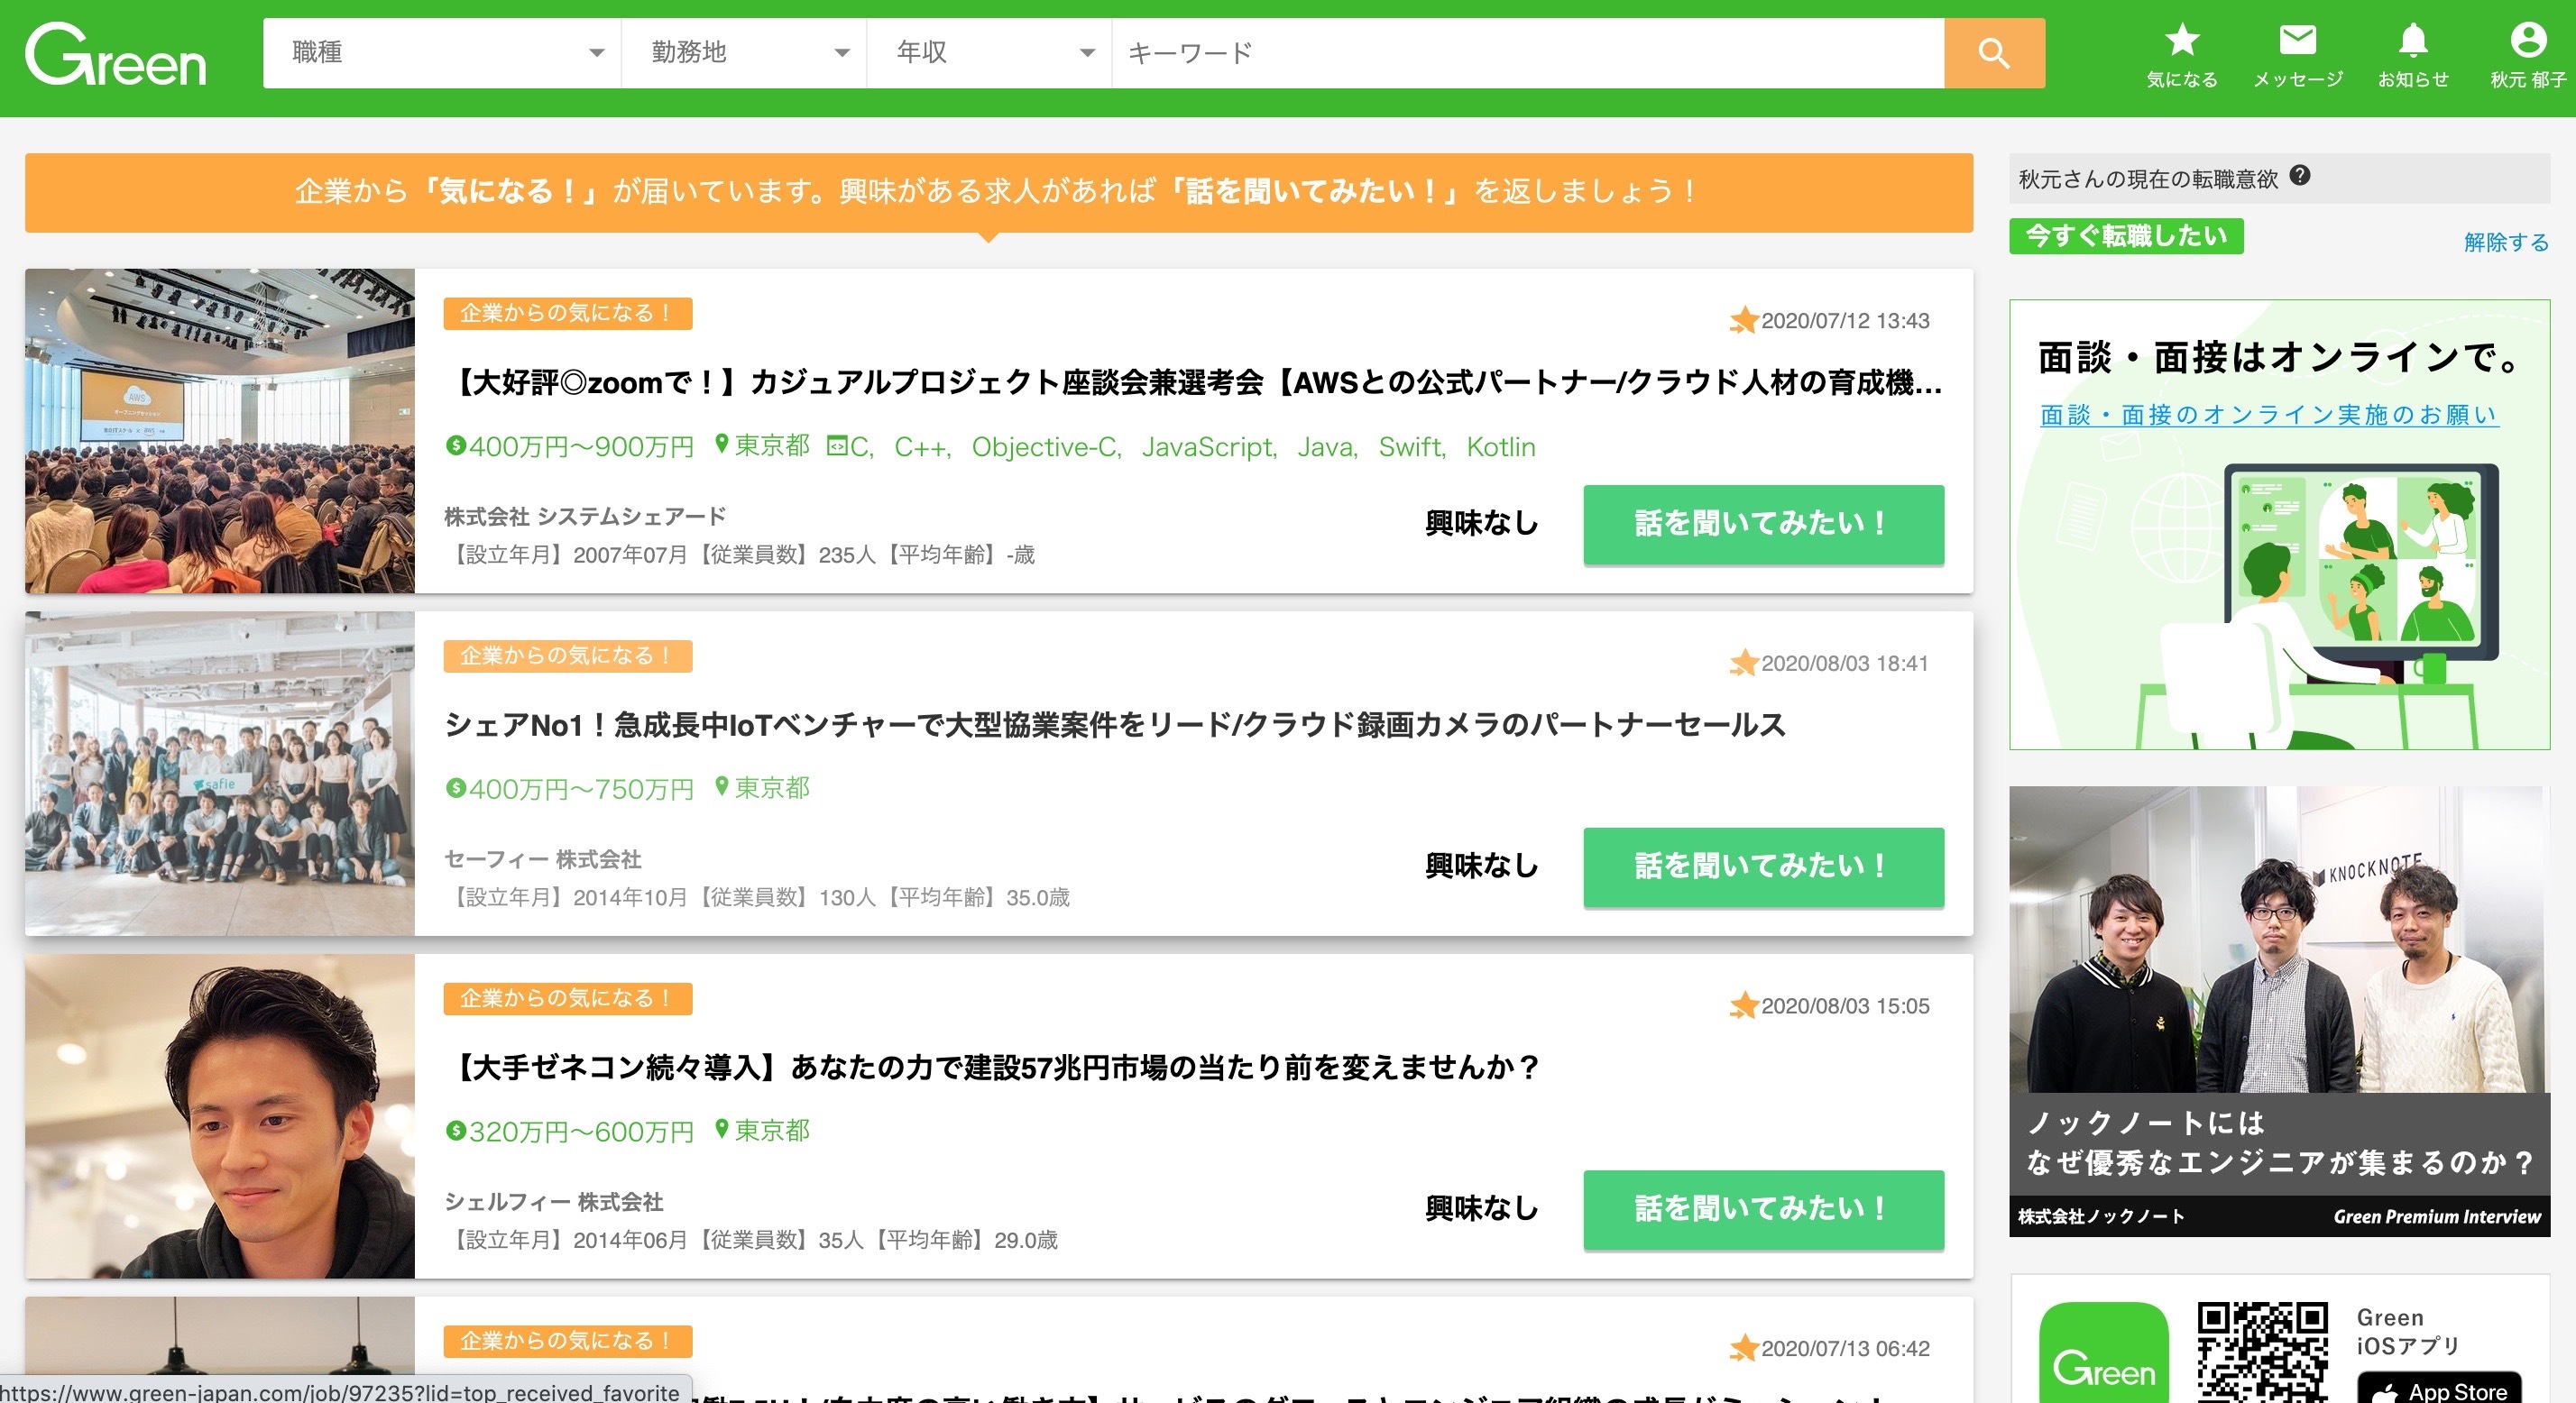 Green
職種
勤務地
年収
キーワード
気になる
メッセージ
お知らせ
秋元 郁子
企業から「気になる！」が届いています。興味がある求人があれば「話を聞いてみたい！」を返しましょう！
企業からの気になる！
2020/07/12 13:43
【大好評◎zoomで！】カジュアルプロジェクト座談会兼選考会【AWSとの公式パートナー/クラウド人材の育成機...
400万円〜900万円 東京都 C, C++, Objective-C, JavaScript, Java, Swift, Kotlin
株式会社 システムシェアード
【設立年月】2007年07月【従業員数】235人【平均年齢】-歳
興味なし
話を聞いてみたい！
AWS
企業からの気になる！
2020/08/03 18:41
シェアNo1！急成長中IoTベンチャーで大型協業案件をリード/クラウド録画カメラのパートナーセールス
400万円〜750万円 東京都
セーフィー 株式会社
【設立年月】2014年10月【従業員数】130人【平均年齢】35.0歳
興味なし
話を聞いてみたい！
safie
企業からの気になる！
2020/08/03 15:05
【大手ゼネコン続々導入】あなたの力で建設57兆円市場の当たり前を変えませんか？
320万円〜600万円 東京都
シェルフィー 株式会社
【設立年月】2014年06月【従業員数】35人【平均年齢】29.0歳
興味なし
話を聞いてみたい！
企業からの気になる！
2020/07/13 06:42
https://www.green-japan.com/job/97235?lid=top_received_favorite
秋元さんの現在の転職意欲
今すぐ転職したい
解除する
面談・面接はオンラインで。
面談・面接のオンライン実施のお願い
KNOCKNOTE
ノックノートには
なぜ優秀なエンジニアが集まるのか？
株式会社ノックノート
Green Premium Interview
Green
Green
iOSアプリ
App Store